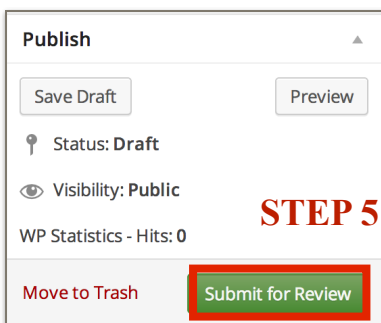 Publish
Save Draft Preview
Status: Draft
Visibility: Public
STEP 5
WP Statistics - Hits: 0
Move to Trash Submit for Review